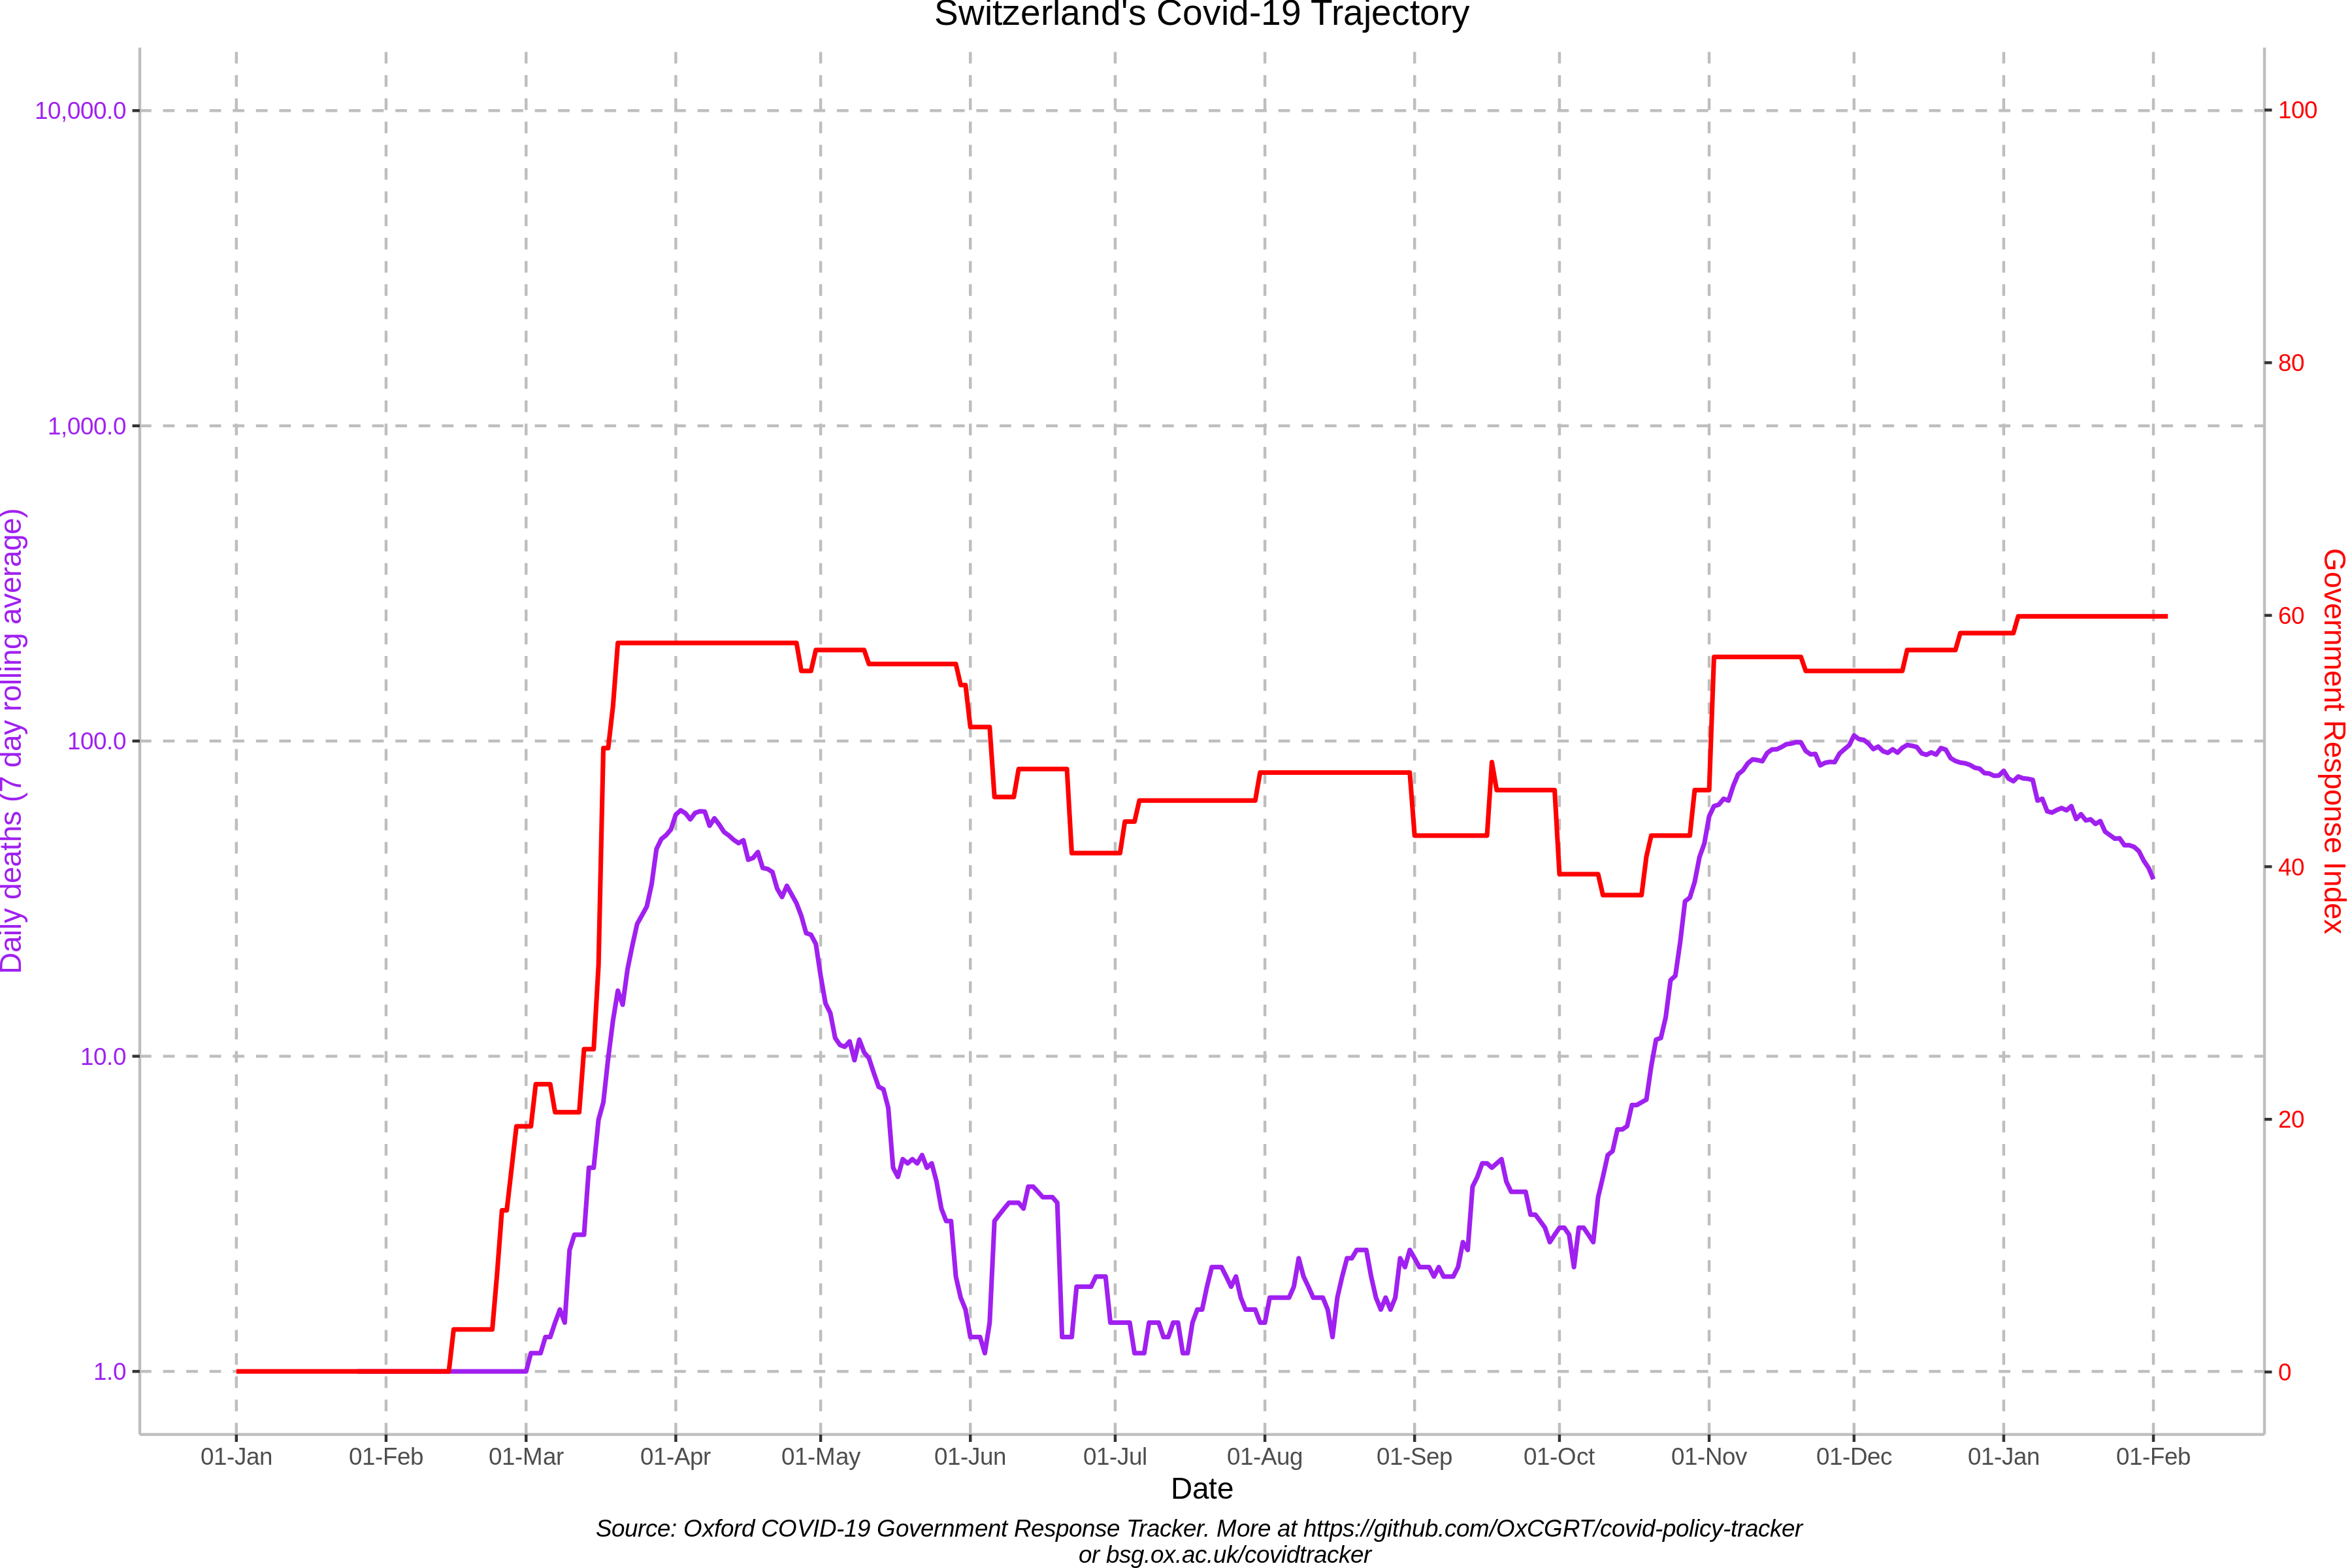 Switzerland's Covid-19 Trajectory
10,000.0
1,000.0
100.0
10.0
1.0
Daily deaths (7 day rolling average)
100
80
60
40
20
0
Government Response Index
01-Jan 01-Feb 01-Mar 01-Apr 01-May 01-Jun 01-Jul 01-Aug 01-Sep 01-Oct 01-Nov 01-Dec 01-Jan 01-Feb
Date
Source: Oxford COVID-19 Government Response Tracker. More at https://github.com/OxCGRT/covid-policy-tracker
or bsg.ox.ac.uk/covidtracker